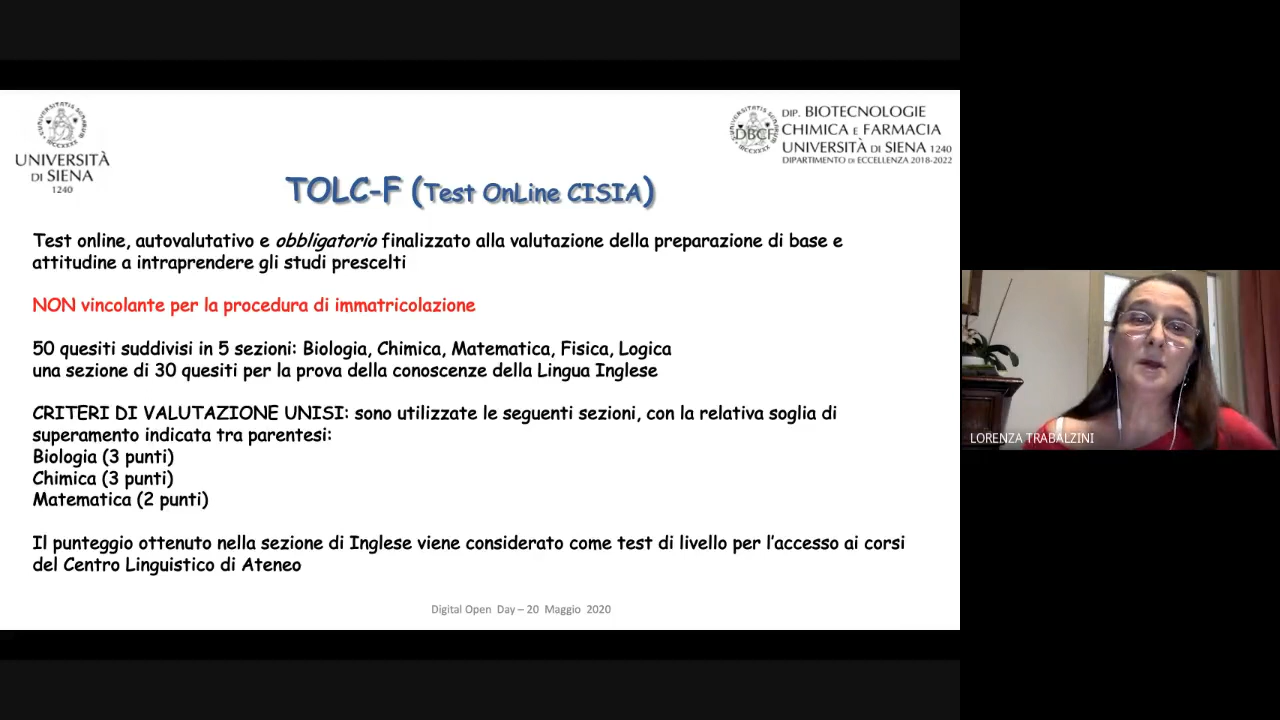 UNIVERSITÀ
DI SIENA
1240
DBCF
DIP. BIOTECNOLOGIE
CHIMICA E FARMACIA
UNIVERSITÀ DI SIENA 1240
DIPARTIMENTO DI ECCELLENZA 2018-2022
TOLC-F (Test OnLine CISIA)
Test online, autovalutativo e obbligatorio finalizzato alla valutazione della preparazione di base e
attitudine a intraprendere gli studi prescelti
NON vincolante per la procedura di immatricolazione
50 quesiti suddivisi in 5 sezioni: Biologia, Chimica, Matematica, Fisica, Logica
una sezione di 30 quesiti per la prova della conoscenze della Lingua Inglese
CRITERI DI VALUTAZIONE UNISI: sono utilizzate le seguenti sezioni, con la relativa soglia di
superamento indicata tra parentesi:
Biologia (3 punti)
Chimica (3 punti)
Matematica (2 punti)
Il punteggio ottenuto nella sezione di Inglese viene considerato come test di livello per l'accesso ai corsi
del Centro Linguistico di Ateneo
Digital Open Day – 20 Maggio 2020
LORENZA TRABALZINI